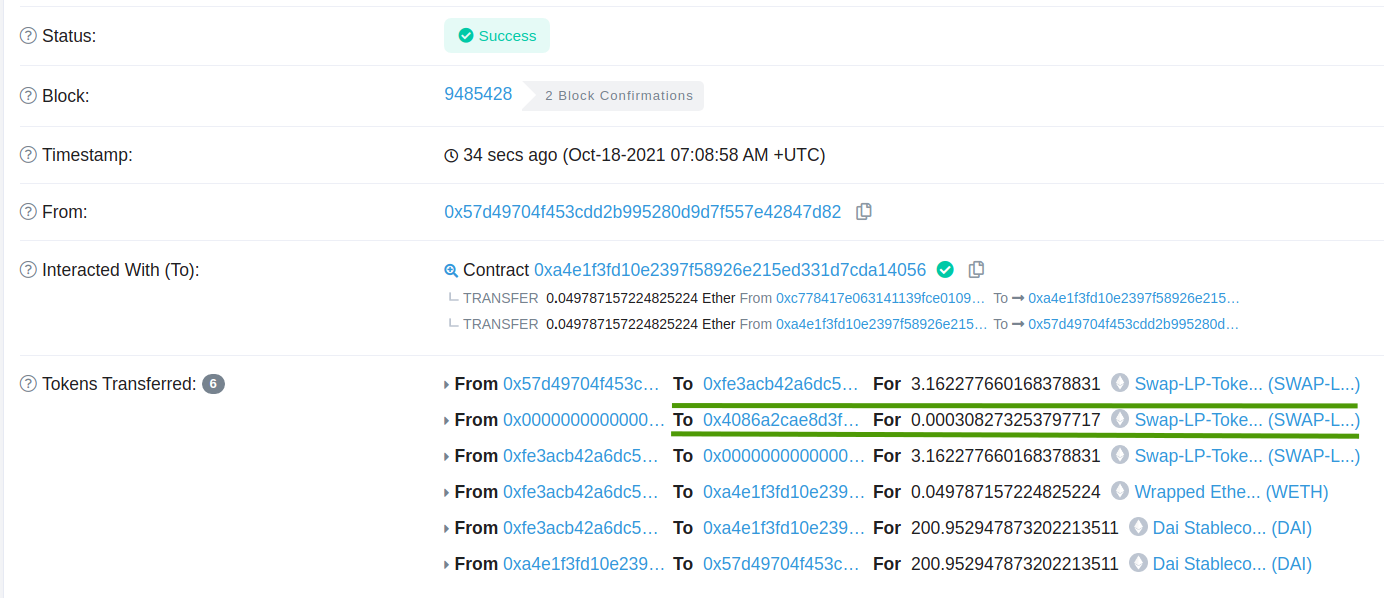 Status: Success
Block: 9485428 2 Block Confirmations
Timestamp: 34 secs ago (Oct-18-2021 07:08:58 AM +UTC)
From: 0x57d49704f453cdd2b995280d9d7f557e42847d82
Interacted With (To): Contract 0xa4e1f3fd10e2397f58926e215ed331d7cda14056
TRANSFER 0.049787157224825224 Ether From 0xc778417e063141139fce0109... To 0xa4e1f3fd10e2397f58926e215...
TRANSFER 0.049787157224825224 Ether From 0xa4e1f3fd10e2397f58926e215... To 0x57d49704f453cdd2b995280d...
Tokens Transferred: 6 From 0x57d49704f453c... To 0xfe3acb42a6dc5... For 3.162277660168378831 Swap-LP-Toke... (SWAP-L...)
From 0x0000000000000... To 0x4086a2cae8d3f... For 0.000308273253797717 Swap-LP-Toke... (SWAP-L...)
From 0xfe3acb42a6dc5... To 0x0000000000000... For 3.162277660168378831 Swap-LP-Toke... (SWAP-L...)
From 0xfe3acb42a6dc5... To 0xa4e1f3fd10e239... For 0.049787157224825224 Wrapped Ethe... (WETH)
From 0xfe3acb42a6dc5... To 0xa4e1f3fd10e239... For 200.952947873202213511 Dai Stableco... (DAI)
From 0xa4e1f3fd10e239... To 0x57d49704f453c... For 200.952947873202213511 Dai Stableco... (DAI)